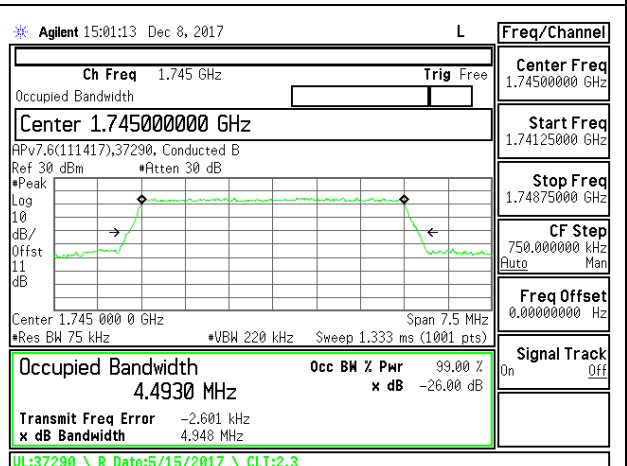 Agilent 15:01:13 Dec 8, 2017 L Freq/Channel
Ch Freq 1.745 GHz Trig Free
Occupied Bandwidth
Center 1.745000000 GHz
APv7.6(111417),37290, Conducted B
Ref 30 dBm #Atten 30 dB
#Peak
Log
10
dB/
Offst
11
dB
Center 1.745 000 0 GHz Span 7.5 MHz
#Res BW 75 kHz #VBW 220 kHz Sweep 1.333 ms (1001 pts)
Occupied Bandwidth Occ BW % Pwr 99.00 %
4.4930 MHz x dB -26.00 dB
Transmit Freq Error -2.601 kHz
x dB Bandwidth 4.948 MHz
UL:37290 \ R Date:5/15/2017 \ CLT:2.3
Center Freq
1.74500000 GHz
Start Freq
1.74125000 GHz
Stop Freq
1.74875000 GHz
CF Step
750.000000 kHz
Auto Man
Freq Offset
0.00000000 Hz
Signal Track
On Off